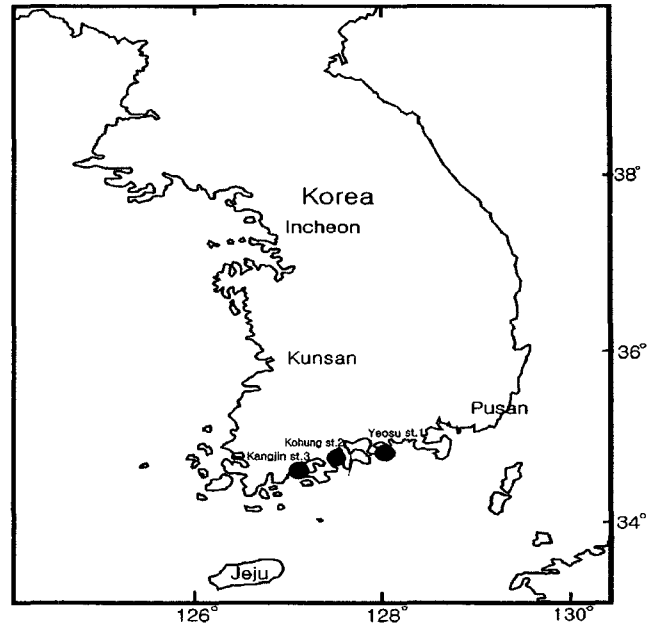 Korea
Incheon
38°
Kunsan
36°
Pusan
Yeosu st.1
Kohung st.2
Kangjin st.3
34°
Jeju
126°
128°
130°